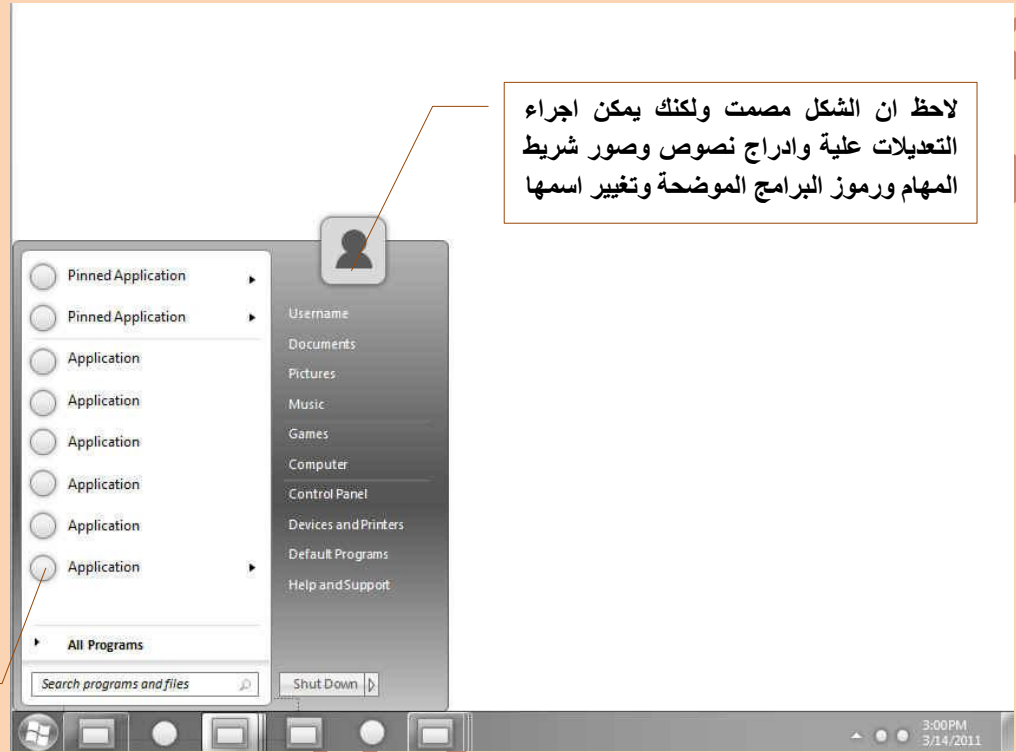 لاحظ ان الشكل مصمت ولكنك يمكن اجراء
التعديلات علية وادراج نصوص وصور شريط
المهام ورموز البرامج الموضحة وتغيير اسمها
Pinned Application
Pinned Application
Application
Application
Application
Application
Application
Application
All Programs
Search programs and files
Username
Documents
Pictures
Music
Games
Computer
Control Panel
Devices and Printers
Default Programs
Help and Support
Shut Down
3:00PM
3/14/2011